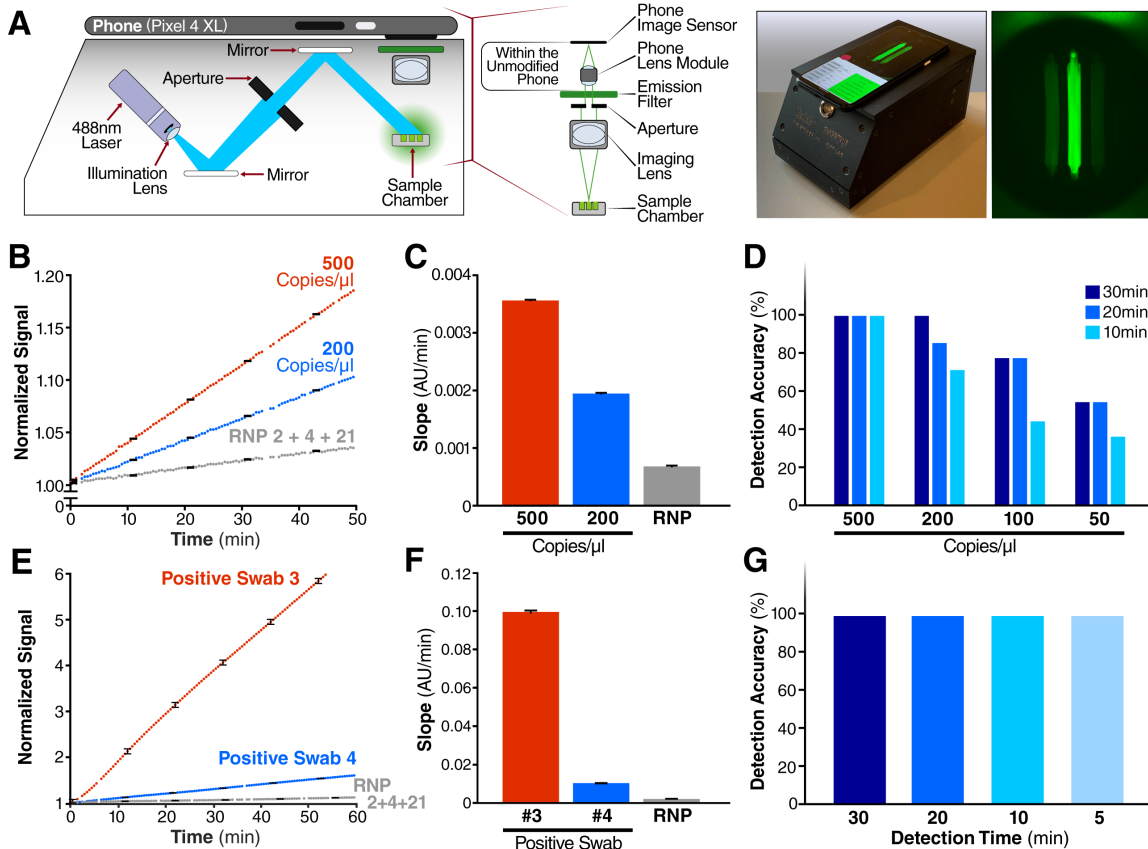 A
Phone (Pixel 4 XL)
Mirror
Aperture
488nm
Laser
Illumination
Lens
Mirror
Sample
Chamber
Within the
Unmodified
Phone
Phone
Image Sensor
Phone
Lens Module
Emission
Filter
Aperture
Imaging
Lens
Sample
Chamber
B
Normalized Signal
1.20
1.15
1.10
1.05
1.00
0
0 10 20 30 40 50
Time (min)
500
Copies/µl
200
Copies/µl
RNP 2 + 4 + 21
C
Slope (AU/min)
0.004
0.003
0.002
0.001
0
500 200 RNP
Copies/µl
D
Detection Accuracy (%)
100
80
60
40
20
0
30min
20min
10min
500 200 100 50
Copies/µl
E
Normalized Signal
6
5
4
3
2
1
0 10 20 30 40 50 60
Time (min)
Positive Swab 3
Positive Swab 4
RNP
2+4+21
F
Slope (AU/min)
0.12
0.10
0.08
0.06
0.04
0.02
0.00
#3 #4 RNP
Positive Swab
G
Detection Accuracy (%)
100
80
60
40
20
0
30 20 10 5
Detection Time (min)